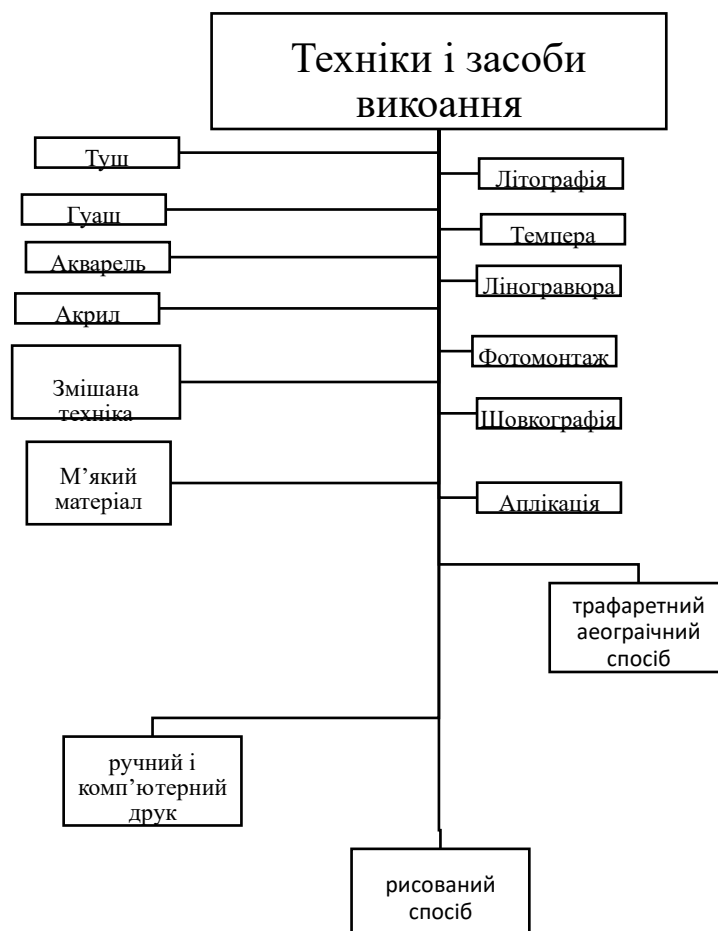 Техніки і засоби
викоання
Туш
Гуаш
Акварель
Акрил
Змішана
техніка
М’який
матеріал
Літографія
Темпера
Ліногравюра
Фотомонтаж
Шовкографія
Аплікація
трафаретний
аеограічний
спосіб
ручний і
комп’ютерний
друк
рисований
спосіб